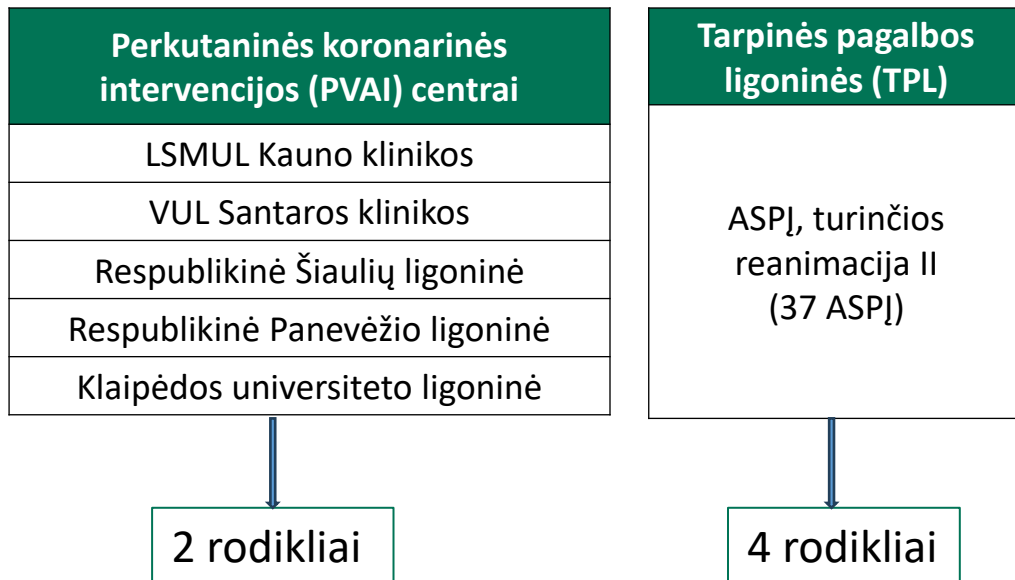 Perkutaninės koronarinės
intervencijos (PVAI) centrai
LSMUL Kauno klinikos
VUL Santaros klinikos
Respublikinė Šiaulių ligoninė
Respublikinė Panevėžio ligoninė
Klaipėdos universiteto ligoninė
2 rodikliai
Tarpinės pagalbos
ligoninės (TPL)
ASPĮ, turinčios
reanimacija II
(37 ASPĮ)
4 rodikliai